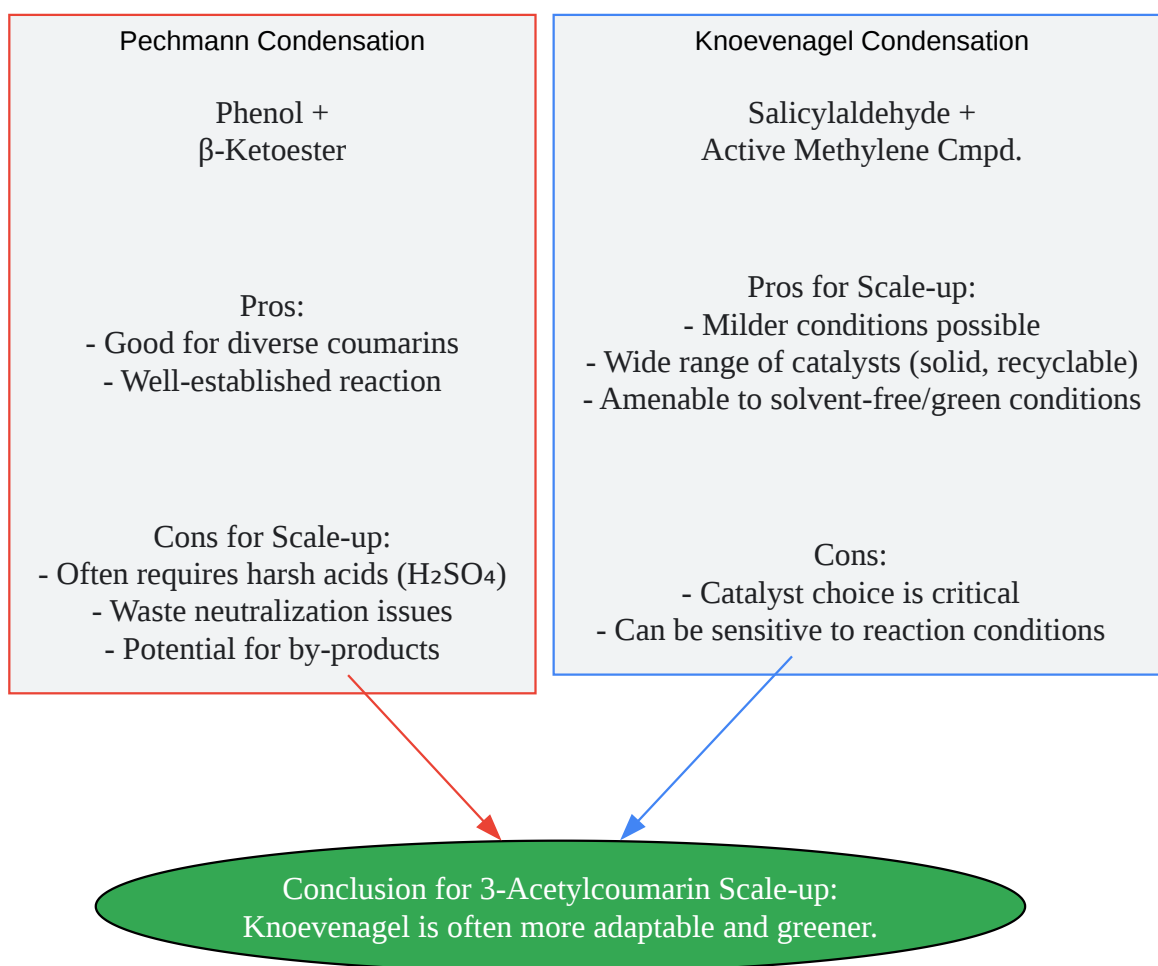 Pechmann Condensation
Phenol +
β-Ketoester
Pros:
- Good for diverse coumarins
- Well-established reaction
Cons for Scale-up:
- Often requires harsh acids (H₂SO₄)
- Waste neutralization issues
- Potential for by-products
Knoevenagel Condensation
Salicylaldehyde +
Active Methylene Cmpd.
Pros for Scale-up:
- Milder conditions possible
- Wide range of catalysts (solid, recyclable)
- Amenable to solvent-free/green conditions
Cons:
- Catalyst choice is critical
- Can be sensitive to reaction conditions
Conclusion for 3-Acetylcoumarin Scale-up:
Knoevenagel is often more adaptable and greener.